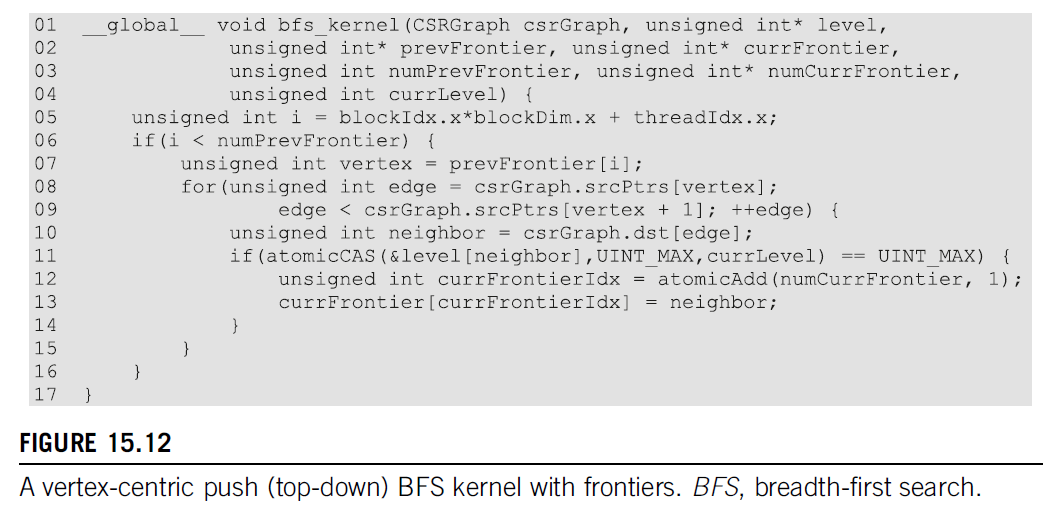 01  __global__ void bfs_kernel(CSRGraph csrGraph, unsigned int* level,
02              unsigned int* prevFrontier, unsigned int* currFrontier,
03              unsigned int numPrevFrontier, unsigned int* numCurrFrontier,
04              unsigned int currLevel) {
05      unsigned int i = blockIdx.x*blockDim.x + threadIdx.x;
06      if(i < numPrevFrontier) {
07          unsigned int vertex = prevFrontier[i];
08          for(unsigned int edge = csrGraph.srcPtrs[vertex];
09                  edge < csrGraph.srcPtrs[vertex + 1]; ++edge) {
10              unsigned int neighbor = csrGraph.dst[edge];
11              if(atomicCAS(&level[neighbor],UINT_MAX,currLevel) == UINT_MAX) {
12                  unsigned int currFrontierIdx = atomicAdd(numCurrFrontier, 1);
13                  currFrontier[currFrontierIdx] = neighbor;
14              }
15          }
16      }
17  }
FIGURE 15.12
A vertex-centric push (top-down) BFS kernel with frontiers. BFS, breadth-first search.